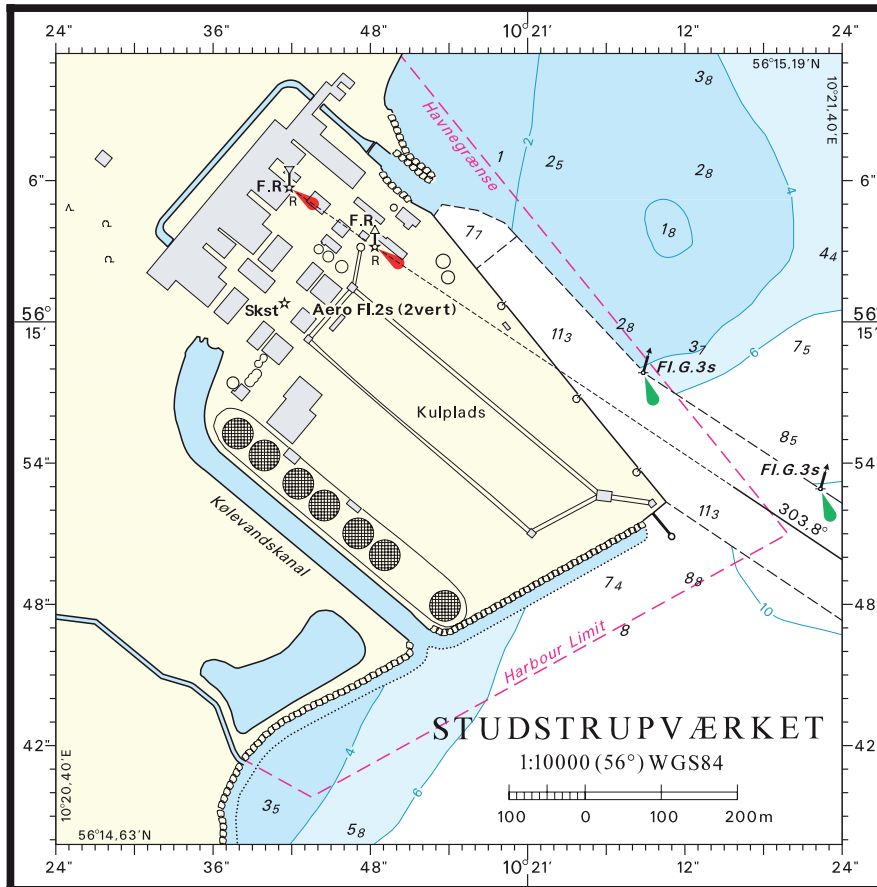 24" 36" 48" 10°21' 12" 24"
56°15,19'N
10°21.40'E
Havnegrænse
3₈
1
2₅
2₈
6" 6"
F.R
R
F.R
R
7₁
1₈
4₄
Skst
Aero Fl.2s (2vert)
56°
15' 15'
11₃
2₈
3₇
7₅
2
4
6
Fl.G.3s
Kulplads
8₅
Fl.G.3s
54" 54"
11₃
303.8°
Kølevandskanal
7₄
8₈
10
48" 48"
8
Harbour Limit
STUDSTRUPVÆRKET
1:10000 (56°) WGS84
42" 42"
4
6
10°20.40'E
3₅
5₈
100 0 100 200m
56°14,63'N
24" 36" 48" 10°21' 12" 24"